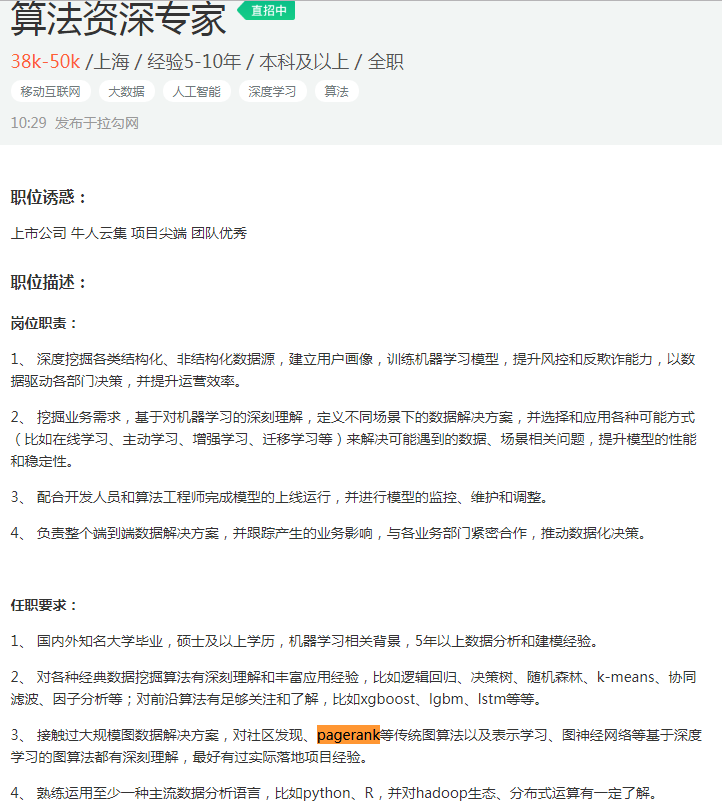 算法资深专家 直招中
38k-50k /上海 / 经验5-10年 / 本科及以上 / 全职
移动互联网 大数据 人工智能 深度学习 算法
10:29 发布于拉勾网
职位诱惑：
上市公司 牛人云集 项目尖端 团队优秀
职位描述：
岗位职责：
1、 深度挖掘各类结构化、非结构化数据源，建立用户画像，训练机器学习模型，提升风控和反欺诈能力，以数
据驱动各部门决策，并提升运营效率。
2、 挖掘业务需求，基于对机器学习的深刻理解，定义不同场景下的数据解决方案，并选择和应用各种可能方式
（比如在线学习、主动学习、增强学习、迁移学习等）来解决可能遇到的数据、场景相关问题，提升模型的性能
和稳定性。
3、 配合开发人员和算法工程师完成模型的上线运行，并进行模型的监控、维护和调整。
4、 负责整个端到端数据解决方案，并跟踪产生的业务影响，与各业务部门紧密合作，推动数据化决策。
任职要求：
1、 国内外知名大学毕业，硕士及以上学历，机器学习相关背景，5年以上数据分析和建模经验。
2、 对各种经典数据挖掘算法有深刻理解和丰富应用经验，比如逻辑回归、决策树、随机森林、k-means、协同
滤波、因子分析等；对前沿算法有足够关注和了解，比如xgboost、lgbm、lstm等等。
3、 接触过大规模图数据解决方案，对社区发现、pagerank等传统图算法以及表示学习、图神经网络等基于深度
学习的图算法都有深刻理解，最好有过实际落地项目经验。
4、 熟练运用至少一种主流数据分析语言，比如python、R，并对hadoop生态、分布式运算有一定了解。